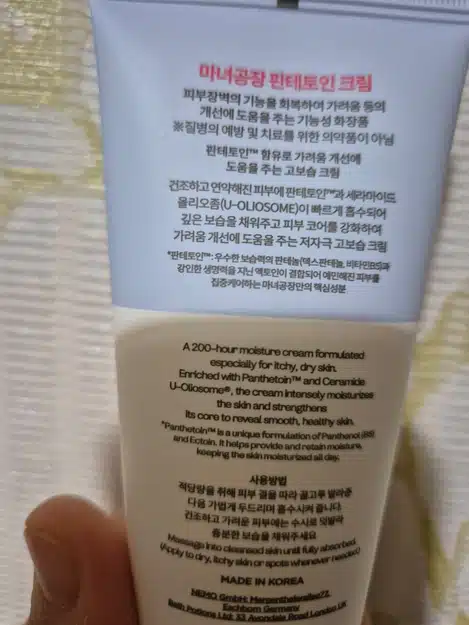 마녀공장 판테토인 크림
피부장벽의 기능을 회복하여 가려움 등의
개선에 도움을 주는 기능성 화장품
※질병의 예방 및 치료를 위한 의약품이 아님
판테토인™ 함유로 가려움 개선에
도움을 주는 고보습 크림
건조하고 연약해진 피부에 판테토인™과 세라마이드
올리오좀(U-OLIOSOME)이 빠르게 흡수되어
깊은 보습을 채워주고 피부 코어를 강화하여
가려움 개선에 도움을 주는 저자극 고보습 크림
*판테토인™: 우수한 보습력의 판테놀(덱스판테놀, 비타민B5)과
강인한 생명력을 지닌 엑토인이 결합되어 예민해진 피부를
집중케어하는 마녀공장만의 핵심성분
A 200-hour moisture cream formulated
especially for itchy, dry skin.
Enriched with Panthetoin™ and Ceramide
U-Oliosome®, the cream intensely moisturizes
the skin and strengthens
its core to reveal smooth, healthy skin.
*Panthetoin™ is a unique formulation of Panthenol (B5)
and Ectoin. It helps provide and retain moisture,
keeping the skin moisturized all day.
사용방법
적당량을 취해 피부 결을 따라 골고루 발라준
다음 가볍게 두드리며 흡수시켜 줍니다.
건조하고 가려운 피부에는 수시로 덧발라
충분한 보습을 채워주세요
Massage into cleansed skin until fully absorbed.
(Apply to dry, itchy skin or spots whenever needed)
MADE IN KOREA
NEMO GmbH: Mergenthalerallee
Eschborn Germany
Bath Potions Ltd: 52 Avondale Road London UK